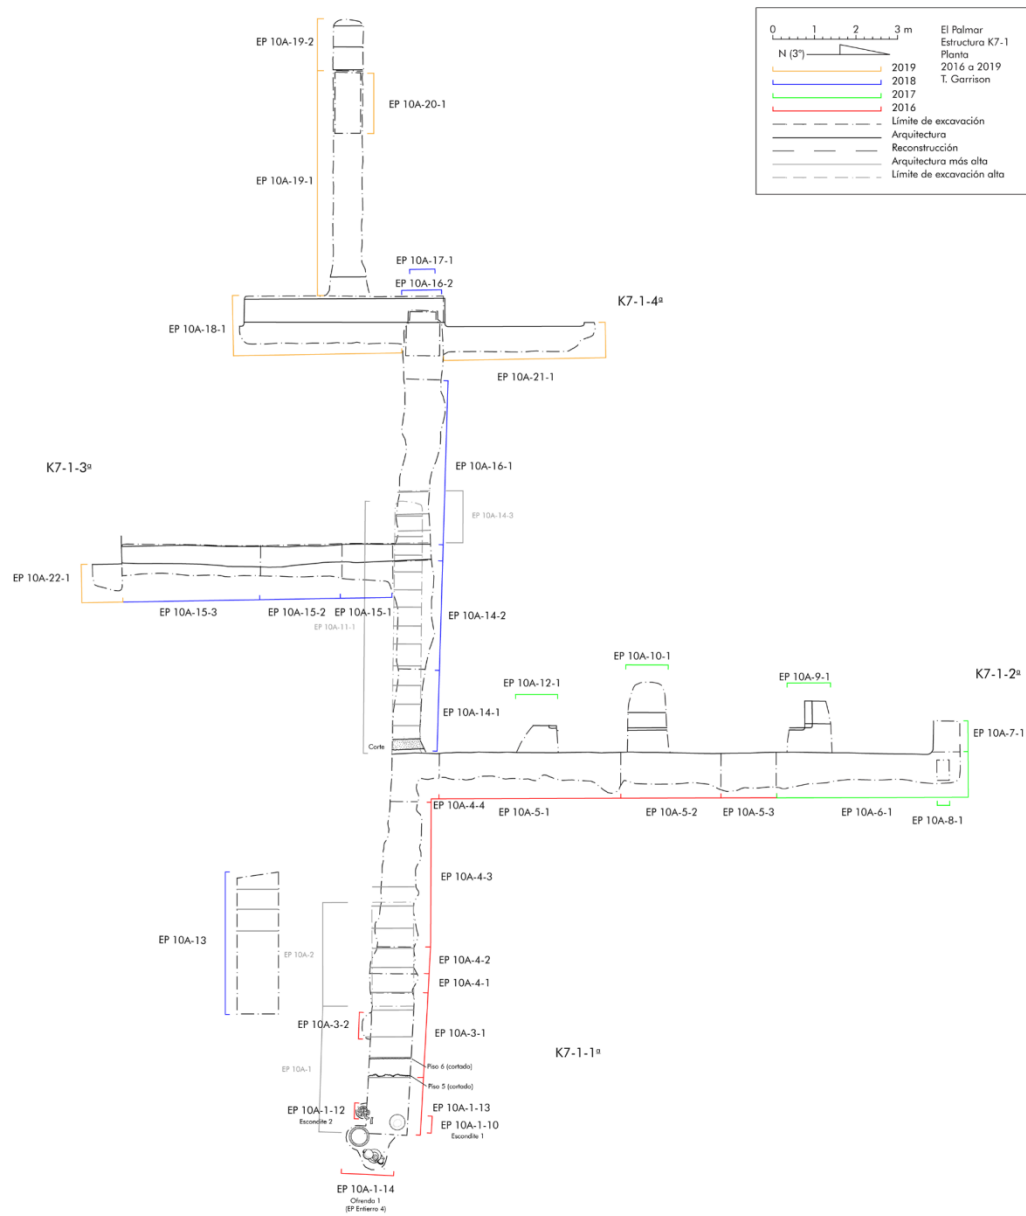 EP 10A-19-2
EP 10A-20-1
EP 10A-19-1
EP 10A-17-1
EP 10A-16-2
K7-1-4ª
EP 10A-18-1
EP 10A-21-1
K7-1-3ª
EP 10A-16-1
EP 10A-14-3
EP 10A-22-1
EP 10A-15-3
EP 10A-15-2
EP 10A-15-1
EP 10A-11-1
EP 10A-14-2
EP 10A-10-1
EP 10A-12-1
EP 10A-9-1
K7-1-2ª
EP 10A-14-1
EP 10A-7-1
Corte
EP 10A-4-4
EP 10A-5-1
EP 10A-5-2
EP 10A-5-3
EP 10A-6-1
EP 10A-8-1
EP 10A-4-3
EP 10A-13
EP 10A-2
EP 10A-4-2
EP 10A-4-1
EP 10A-3-2
EP 10A-3-1
K7-1-1ª
EP 10A-1
Piso 6 (cortado)
Piso 5 (cortado)
EP 10A-1-12
Escondite 2
EP 10A-1-13
EP 10A-1-10
Escondite 1
EP 10A-1-14
Ofrenda 1
(EP Entierro 4)
0 1 2 3 m
N (3°)
El Palmar
Estructura K7-1
Planta
2016 a 2019
T. Garrison
2019
2018
2017
2016
Límite de excavación
Arquitectura
Reconstrucción
Arquitectura más alta
Límite de excavación alta